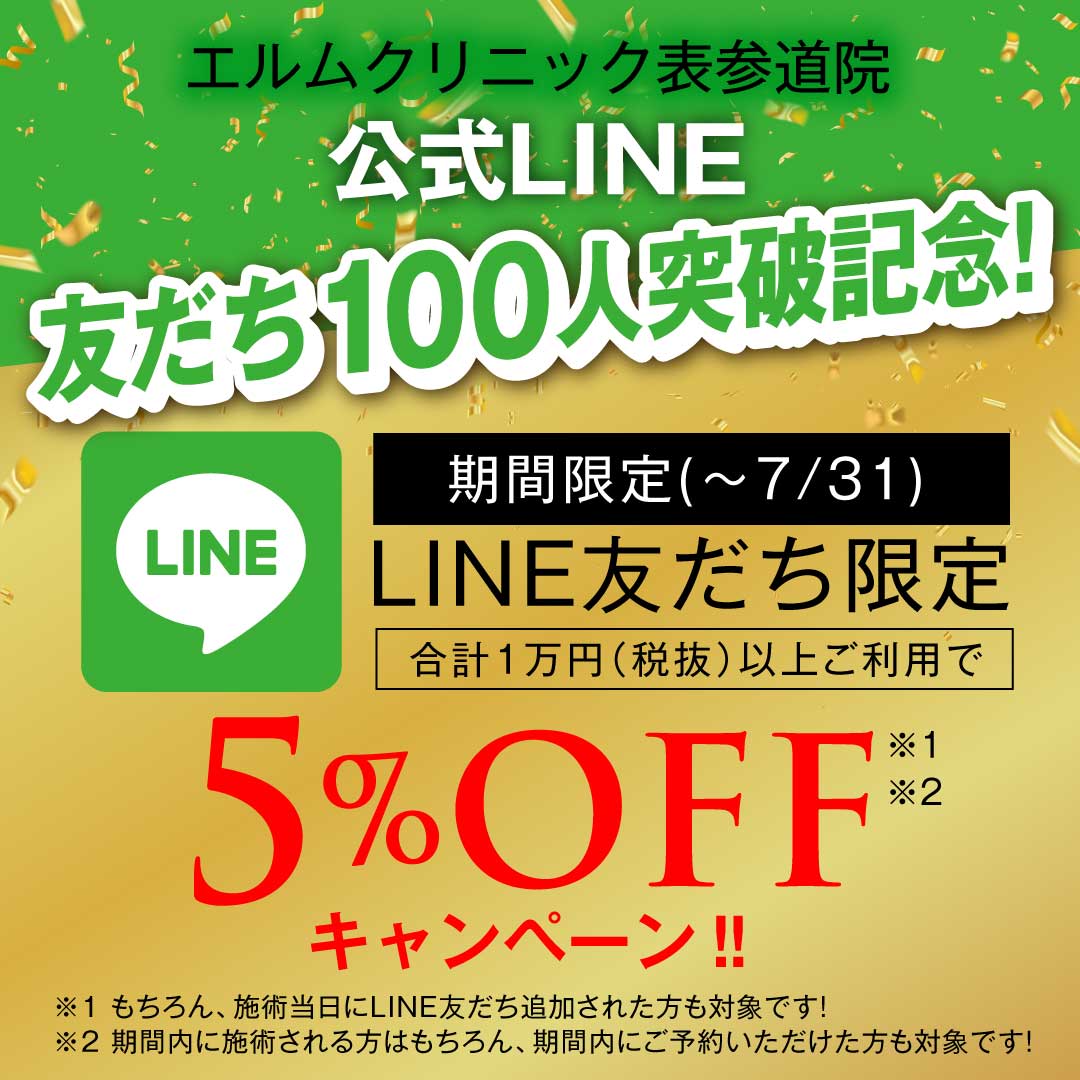 エルムクリニック表参道院
公式LINE
友だち100人突破記念!
LINE
期間限定(～7/31)
LINE友だち限定
合計1万円(税抜)以上ご利用で
5%OFF※1
※2
キャンペーン!!
※1 もちろん、施術当日にLINE友だち追加された方も対象です!
※2 期間内に施術される方はもちろん、期間内にご予約いただけた方も対象です!